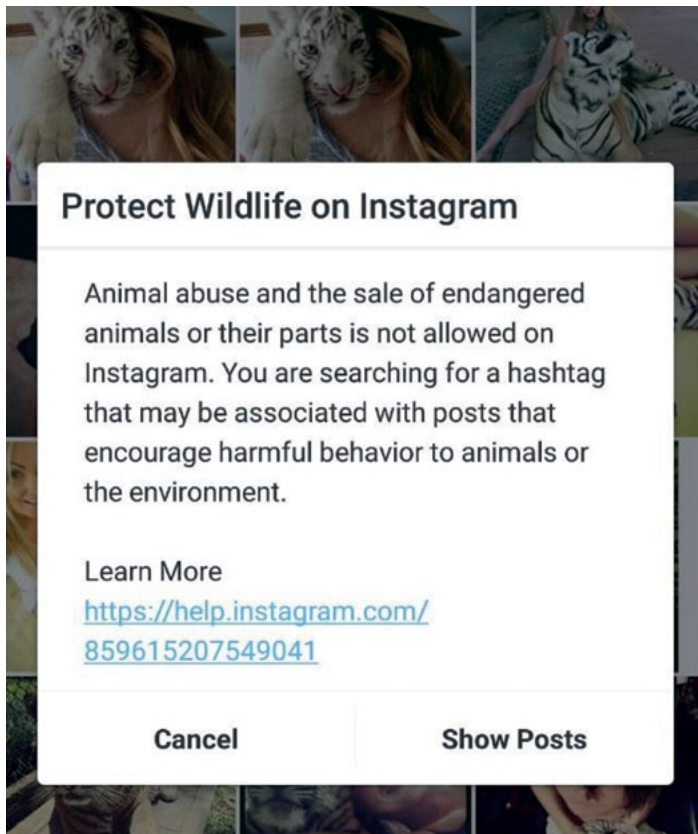 Protect Wildlife on Instagram
Animal abuse and the sale of endangered
animals or their parts is not allowed on
Instagram. You are searching for a hashtag
that may be associated with posts that
encourage harmful behavior to animals or
the environment.
Learn More
https://help.instagram.com/
859615207549041
Cancel
Show Posts